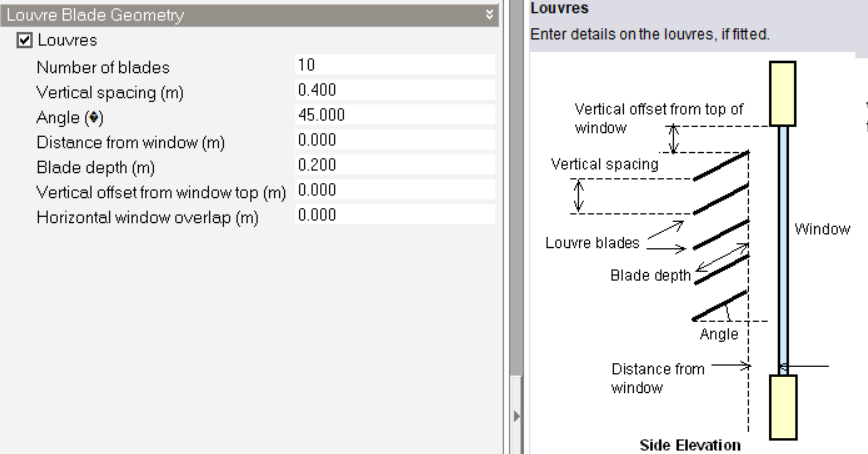 Louvre Blade Geometry
Louvres
Number of blades 10
Vertical spacing (m) 0.400
Angle (°) 45.000
Distance from window (m) 0.000
Blade depth (m) 0.200
Vertical offset from window top (m) 0.000
Horizontal window overlap (m) 0.000
Louvres
Enter details on the louvres, if fitted.
Vertical offset from top of
window
Vertical spacing
Louvre blades
Window
Blade depth
Angle
Distance from
window
Side Elevation